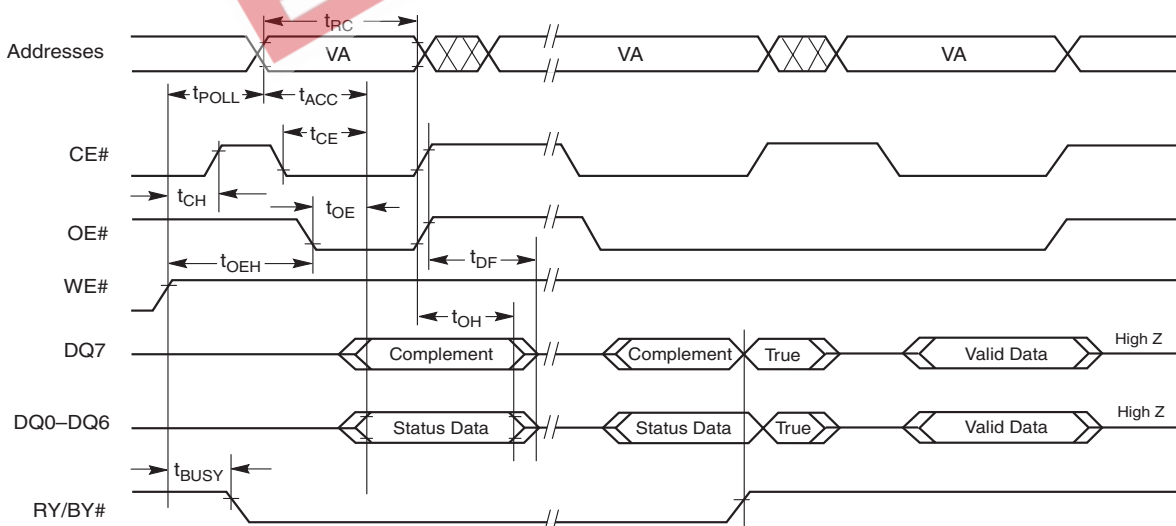 tRC
Addresses VA VA VA
tPOLL tACC
tCE
CE#
tCH
tOE
OE#
tOEH tDF
WE#
tOH
DQ7 Complement Complement True Valid Data High Z
DQ0–DQ6 Status Data Status Data True Valid Data High Z
tBUSY
RY/BY#